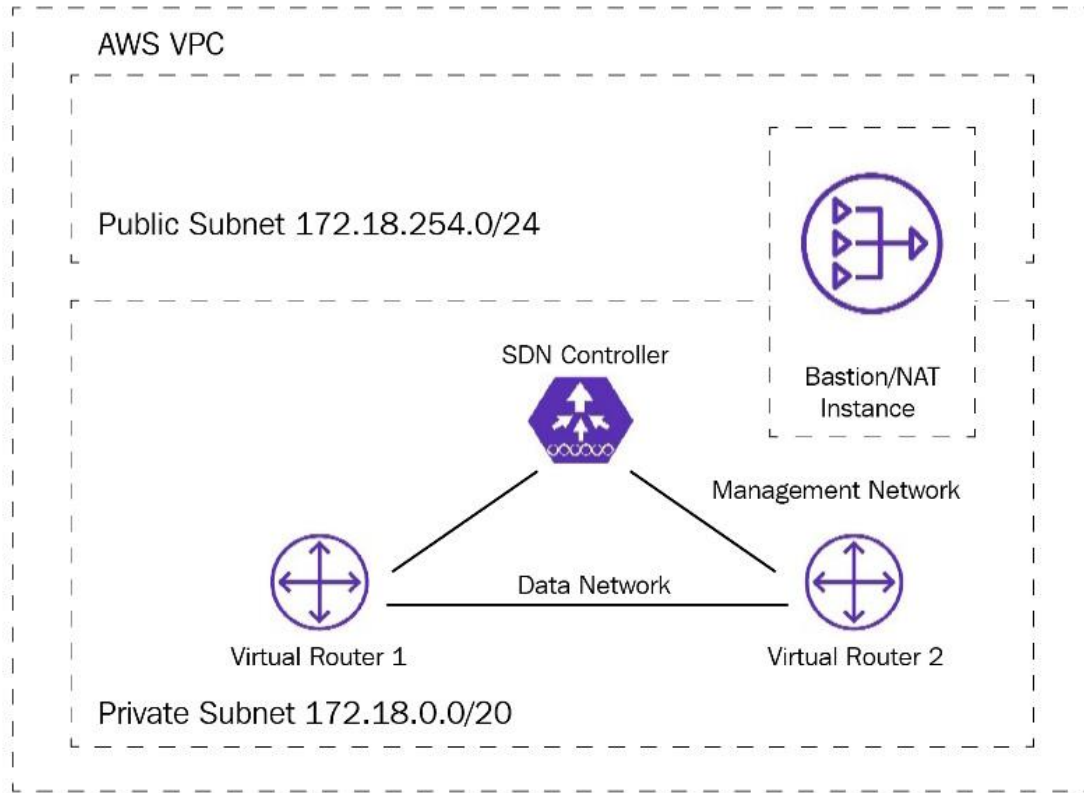 AWS VPC
Public Subnet 172.18.254.0/24
SDN Controller
Bastion/NAT
Instance
Management Network
Data Network
Virtual Router 1
Virtual Router 2
Private Subnet 172.18.0.0/20